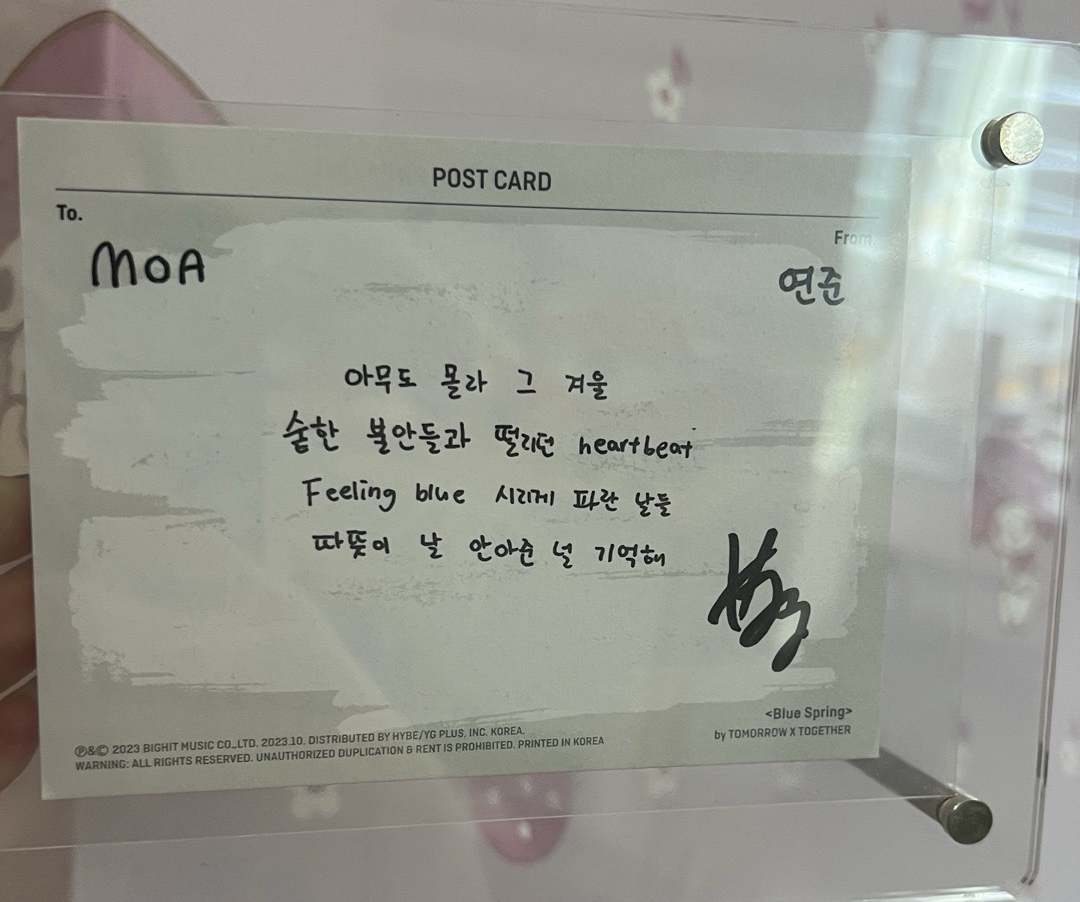 POST CARD
To.
From.
MOA
연준
아무도 몰라 그 겨울
숱한 불안들과 떨리던 heartbeat
Feeling blue 시리게 파란 날들
따뜻이 날 안아준 널 기억해
<Blue Spring>
by TOMORROW X TOGETHER
℗&© 2023 BIGHIT MUSIC CO.,LTD. 2023.10. DISTRIBUTED BY HYBE/YG PLUS, INC. KOREA.
WARNING: ALL RIGHTS RESERVED. UNAUTHORIZED DUPLICATION & RENT IS PROHIBITED. PRINTED IN KOREA